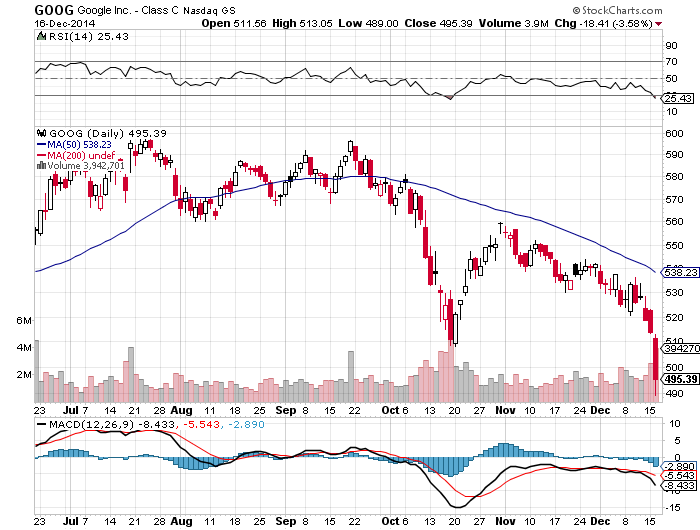 GOOG Google Inc. - Class C Nasdaq GS © StockCharts.com
16-Dec-2014 Open 511.56 High 513.05 Low 489.00 Close 495.39 Volume 3.9M Chg -18.41 (-3.58%)
RSI(14) 25.43
90
70
50
30
25.43
10
GOOG (Daily) 495.39
MA(50) 538.23
MA(200) undef
Volume 3,942,701
600
590
580
570
560
550
540
538.23
530
520
510
394270
500
495.39
490
6M
4M
2M
23 Jul 7 14 21 28 Aug 11 18 25 Sep 8 15 22 Oct 6 13 20 27 Nov 10 17 24 Dec 8 15
MACD(12,26,9) -8.433, -5.543, -2.890
10
5
0
-2.890
-5.543
-8.433
-10
-15
23 Jul 7 14 21 28 Aug 11 18 25 Sep 8 15 22 Oct 6 13 20 27 Nov 10 17 24 Dec 8 15